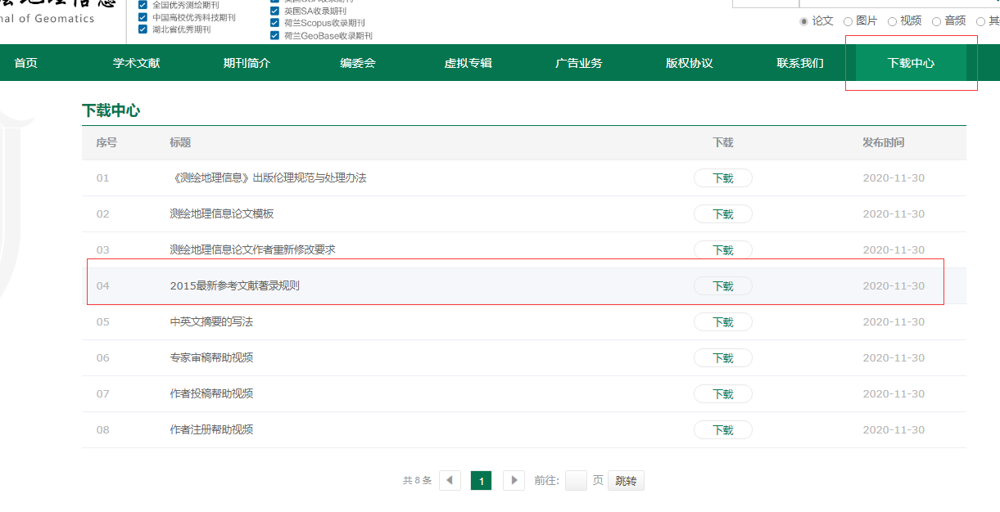 全国优秀测绘期刊
中国高校优秀科技期刊
湖北省优秀期刊
英国SA收录期刊
荷兰Scopus收录期刊
荷兰GeoBase收录期刊
nal of Geomatics
论文 图片 视频 音频 其
首页 学术文献 期刊简介 编委会 虚拟专辑 广告业务 版权协议 联系我们 下载中心
下载中心
序号 标题 下载 发布时间
01 《测绘地理信息》出版伦理规范与处理办法 下载 2020-11-30
02 测绘地理信息论文模板 下载 2020-11-30
03 测绘地理信息论文作者重新修改要求 下载 2020-11-30
04 2015最新参考文献著录规则 下载 2020-11-30
05 中英文摘要的写法 下载 2020-11-30
06 专家审稿帮助视频 下载 2020-11-30
07 作者投稿帮助视频 下载 2020-11-30
08 作者注册帮助视频 下载 2020-11-30
共 8 条 1 前往: 页 跳转